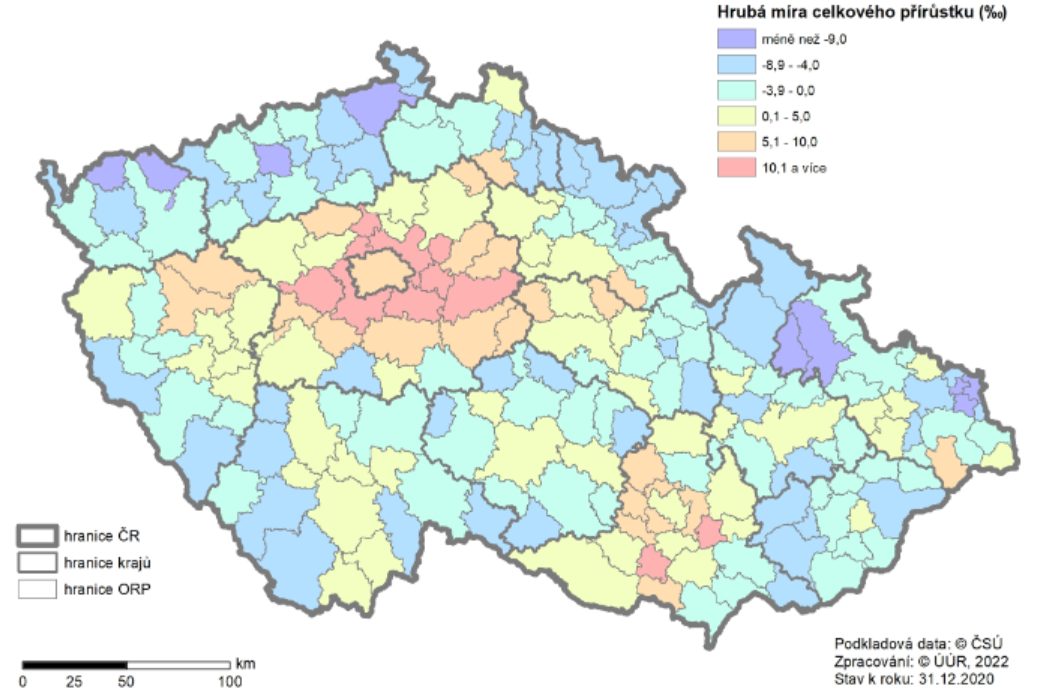 Hrubá míra celkového přírůstku (‰)
méně než -9,0
-8,9 - -4,0
-3,9 - 0,0
0,1 - 5,0
5,1 - 10,0
10,1 a více
hranice ČR
hranice krajů
hranice ORP
km
0 25 50 100
Podkladová data: © ČSÚ
Zpracování: © ÚÚR, 2022
Stav k roku: 31.12.2020